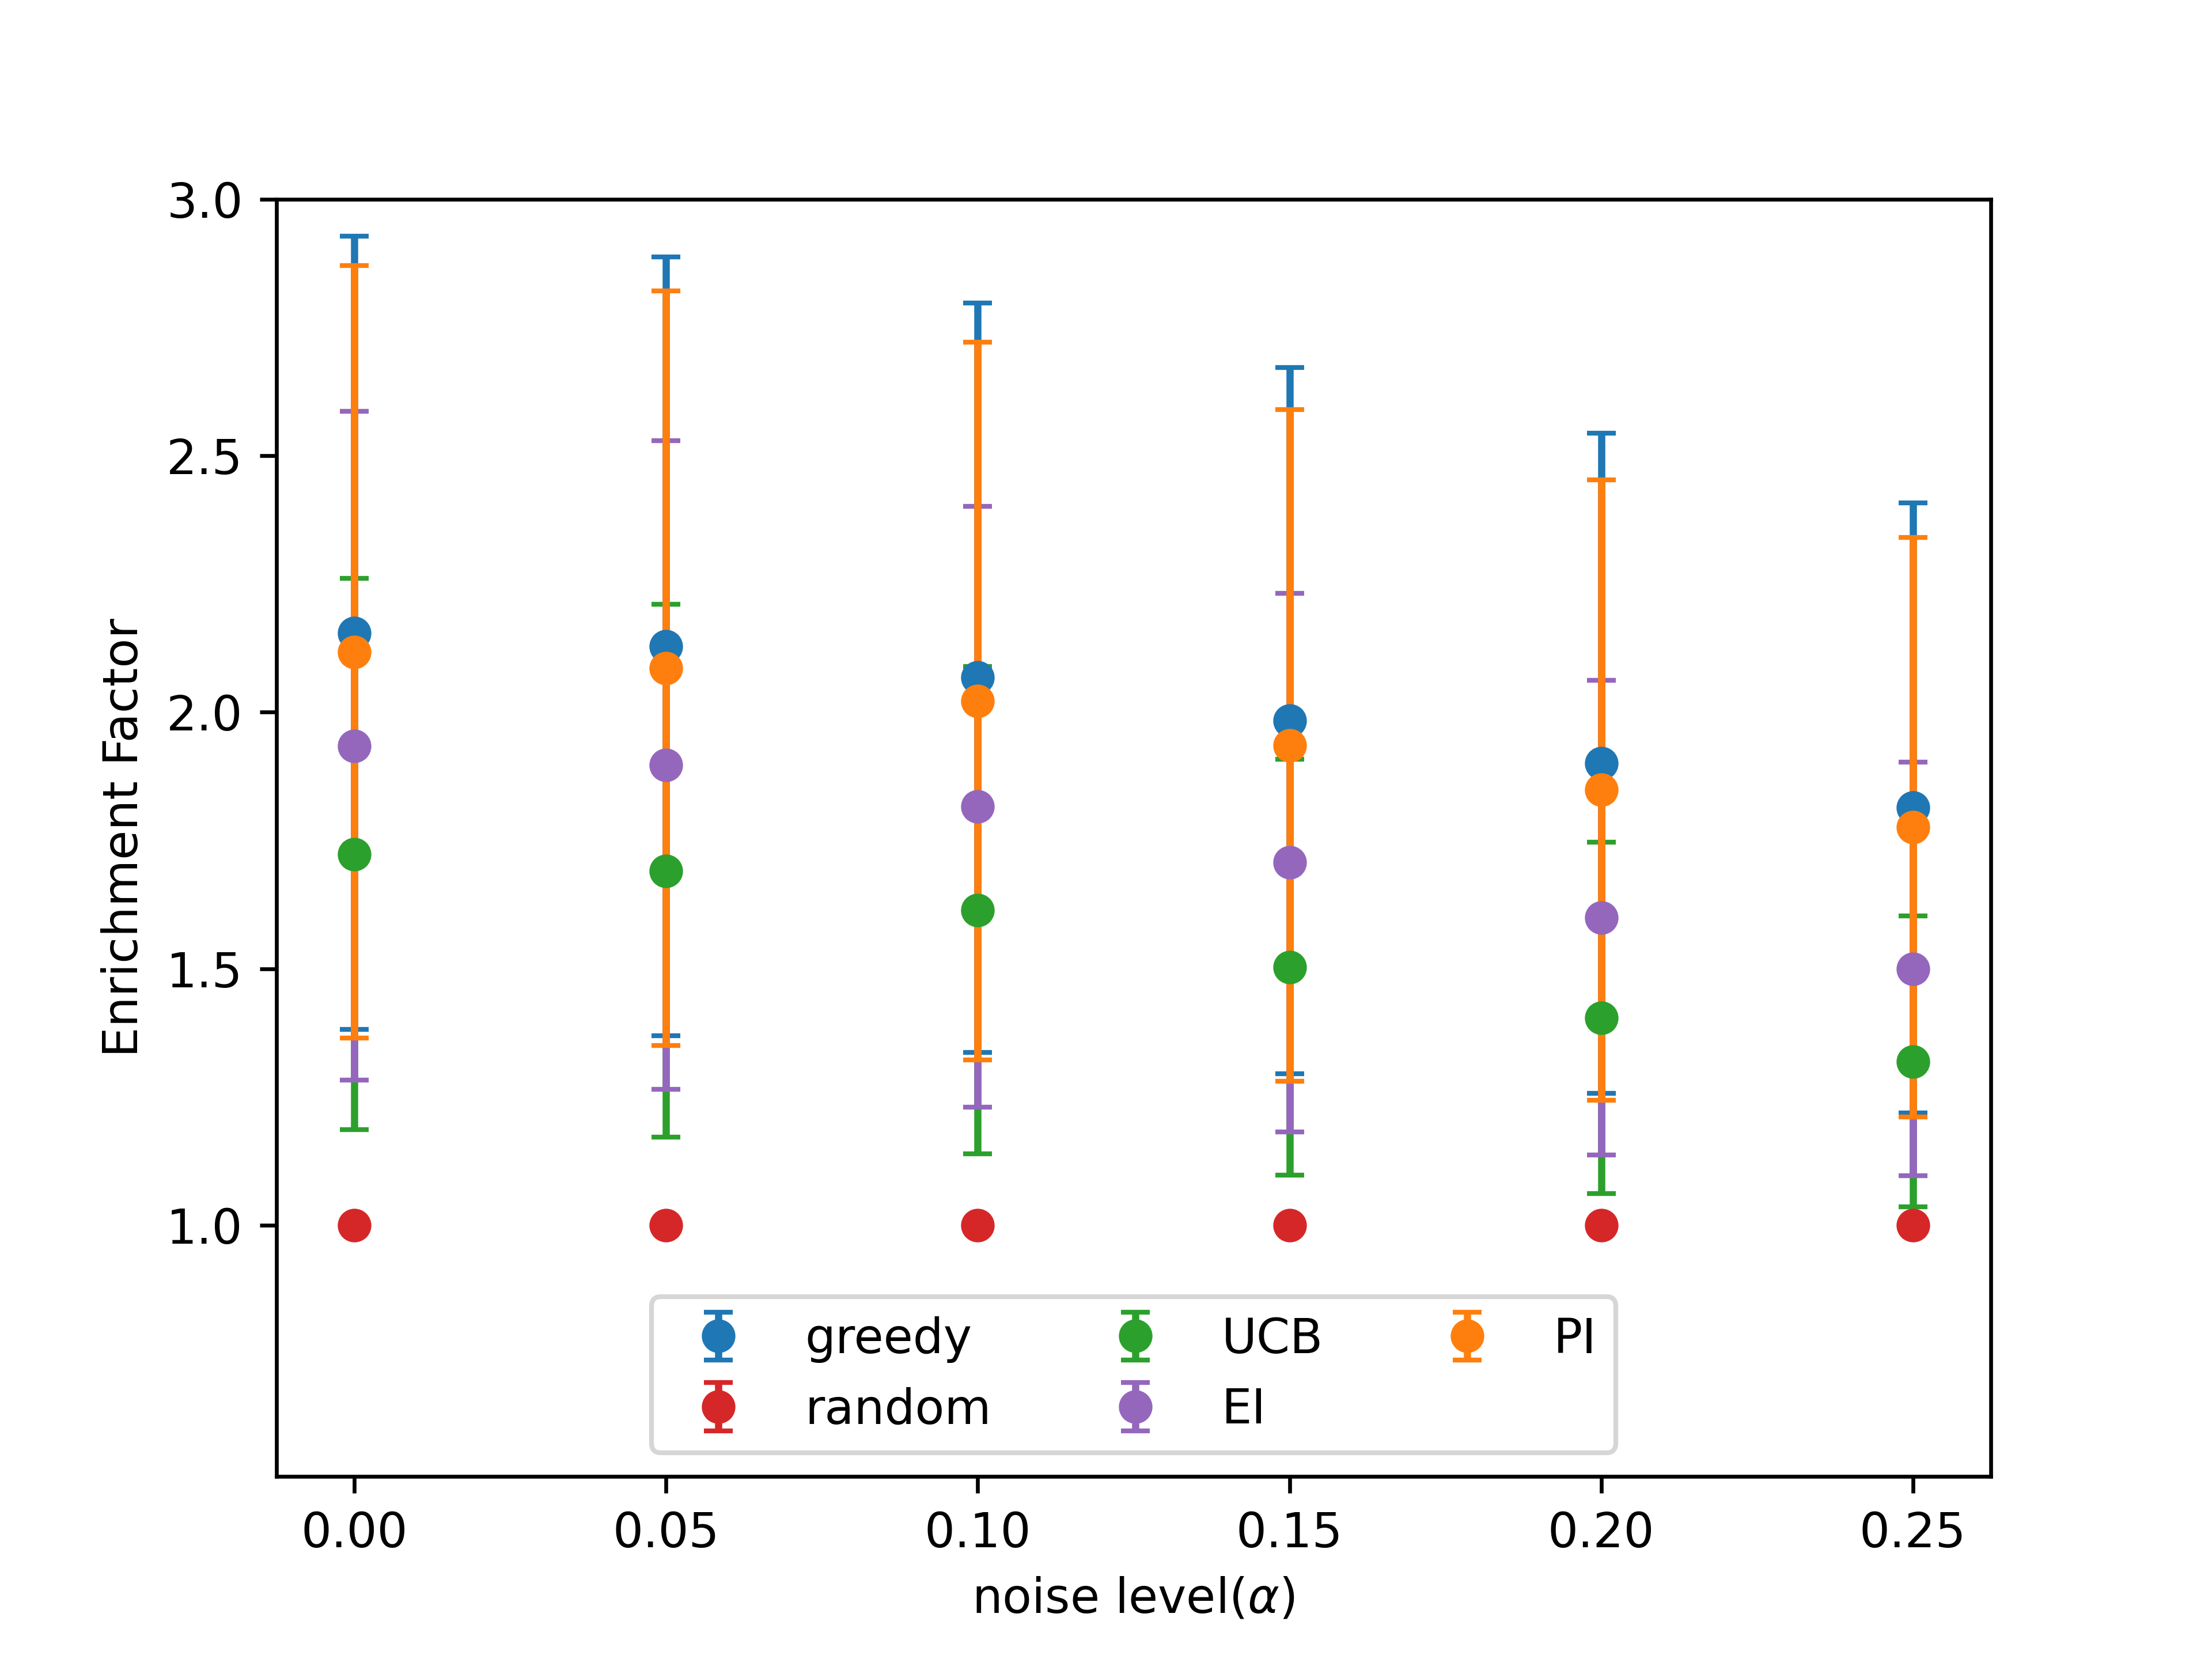 3.0
2.5
2.0
1.5
1.0
Enrichment Factor
greedy
random
UCB
EI
PI
0.00 0.05 0.10 0.15 0.20 0.25
noise level(α)